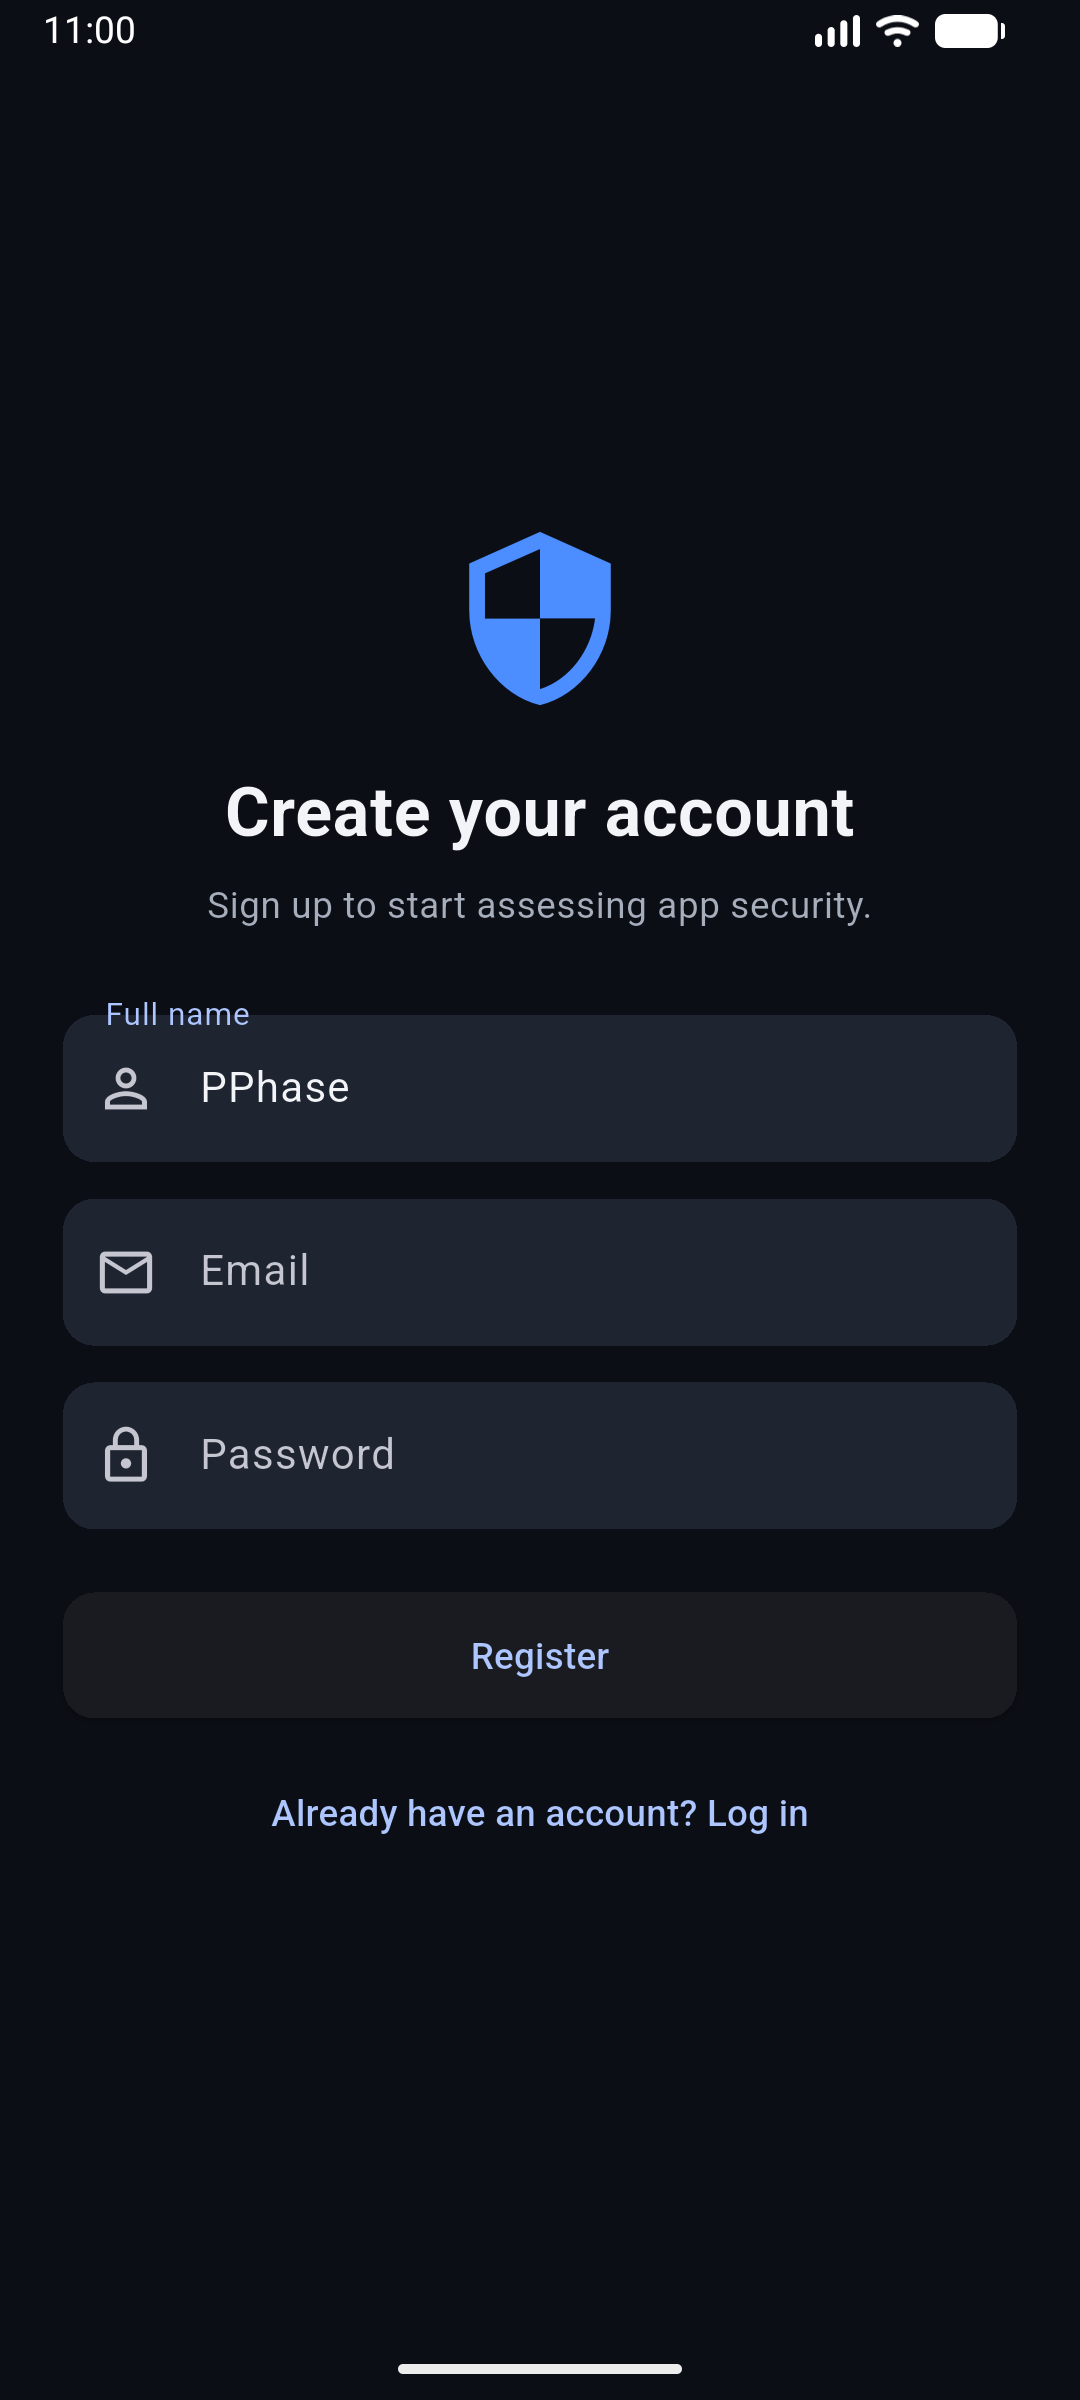 11:00
Create your account
Sign up to start assessing app security.
Full name
PPhase
Email
Password
Register
Already have an account? Log in